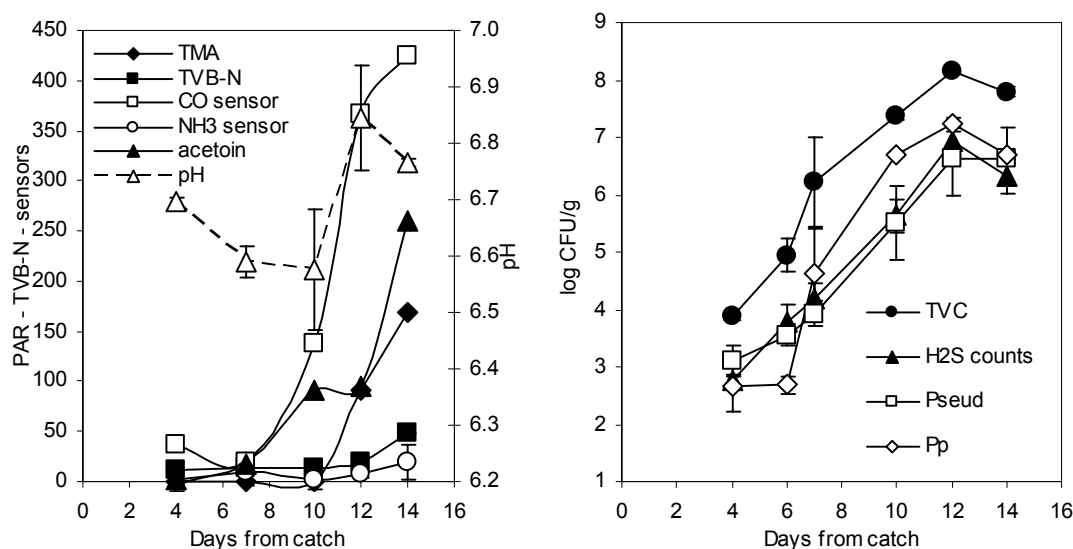 450
400
350
300
250
200
150
100
50
0
PAR - TVB-N - sensors
TMA
TVB-N
CO sensor
NH3 sensor
acetoin
pH
7.0
6.9
6.8
6.7
6.6
6.5
6.4
6.3
6.2
pH
0 2 4 6 8 10 12 14 16
Days from catch
9
8
7
6
5
4
3
2
1
log CFU/g
TVC
H2S counts
Pseud
Pp
0 2 4 6 8 10 12 14 16
Days from catch